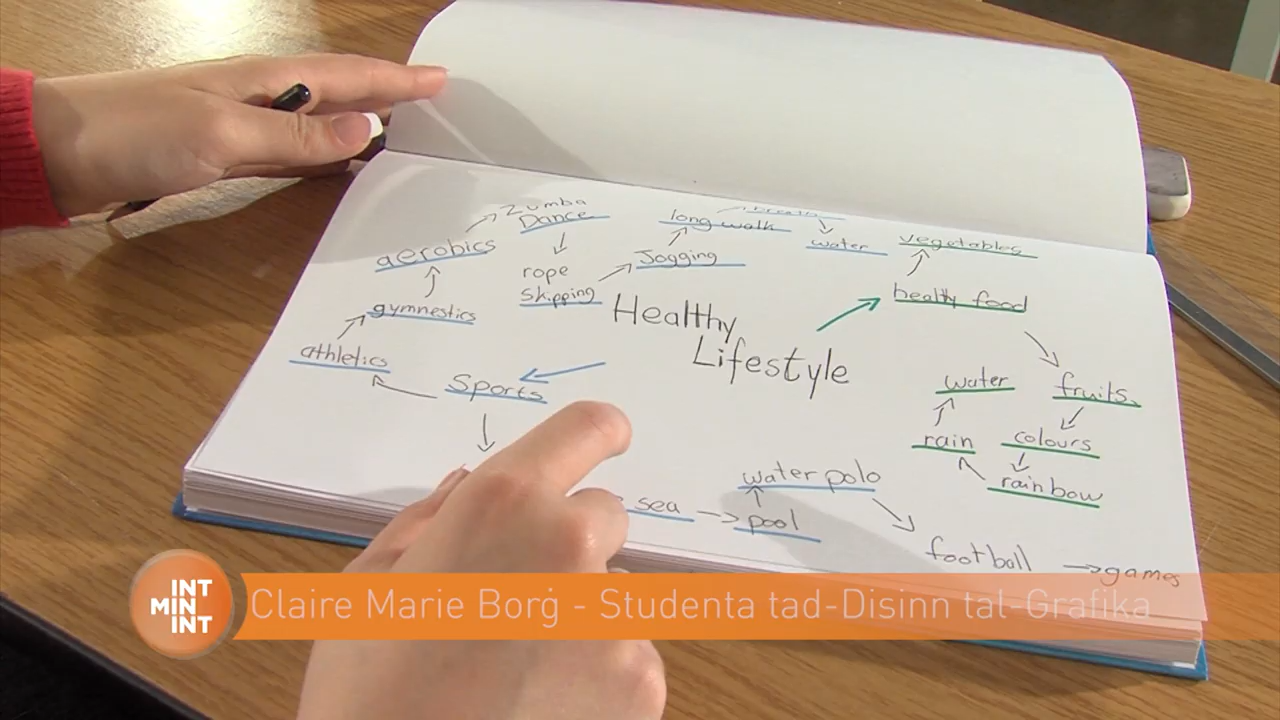 Zumba
Dance
rope
skipping
aerobics
gymnestics
athletics
Sports
long walk
Jogging
breath
water
vegetables
healthy food
Healthy
Lifestyle
fruits
water
colours
rain
rainbow
water polo
sea
pool
football
games
INT
MIN
INT
Claire Marie Borġ - Studenta tad-Disinn tal-Grafika